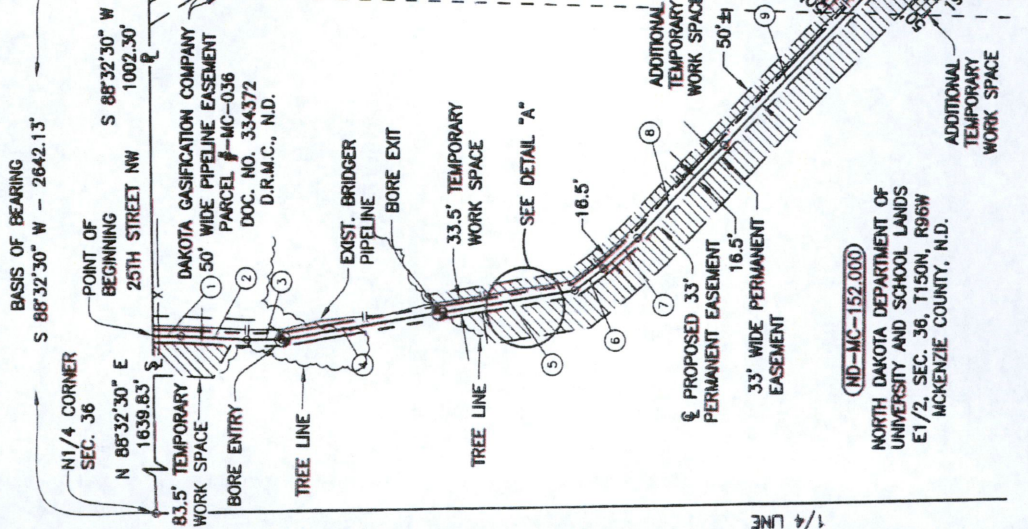 BASIS OF BEARING
S 88°32'30" W - 2642.13'
N1/4 CORNER
SEC. 36
POINT OF
BEGINNING
N 88°32'30" E
1639.83'
25TH STREET NW
S 88°32'30" W
1002.30'
83.5' TEMPORARY
WORK SPACE
DAKOTA GASIFICATION COMPANY
50' WIDE PIPELINE EASEMENT
PARCEL #-MC-036
DOC. NO. 334372
D.R.M.C., N.D.
1
2
3
BORE ENTRY
TREE LINE
EXIST. BRIDGER
PIPELINE
BORE EXIT
4
33.5' TEMPORARY
WORK SPACE
TREE LINE
SEE DETAIL "A"
5
6
16.5'
7
8
9
ADDITIONAL
TEMPORARY
WORK SPACE
50'±
℄ PROPOSED 33'
PERMANENT EASEMENT
16.5'
33' WIDE PERMANENT
EASEMENT
50'
ADDITIONAL
TEMPORARY
WORK SPACE
ND-MC-152.000
NORTH DAKOTA DEPARTMENT OF
UNIVERSITY AND SCHOOL LANDS
E1/2, SEC. 36, T150N, R96W
MCKENZIE COUNTY, N.D.
1/4 LINE